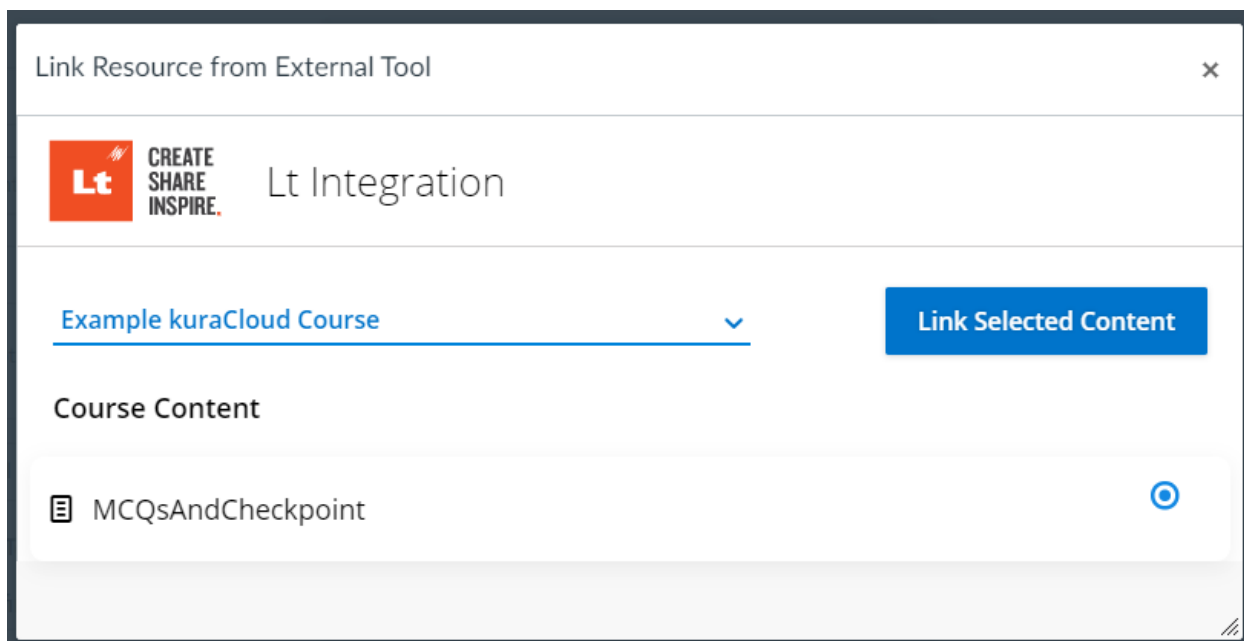 Link Resource from External Tool
×
Lt
CREATE
SHARE
INSPIRE.
Lt Integration
Example kuraCloud Course
Link Selected Content
Course Content
MCQsAndCheckpoint